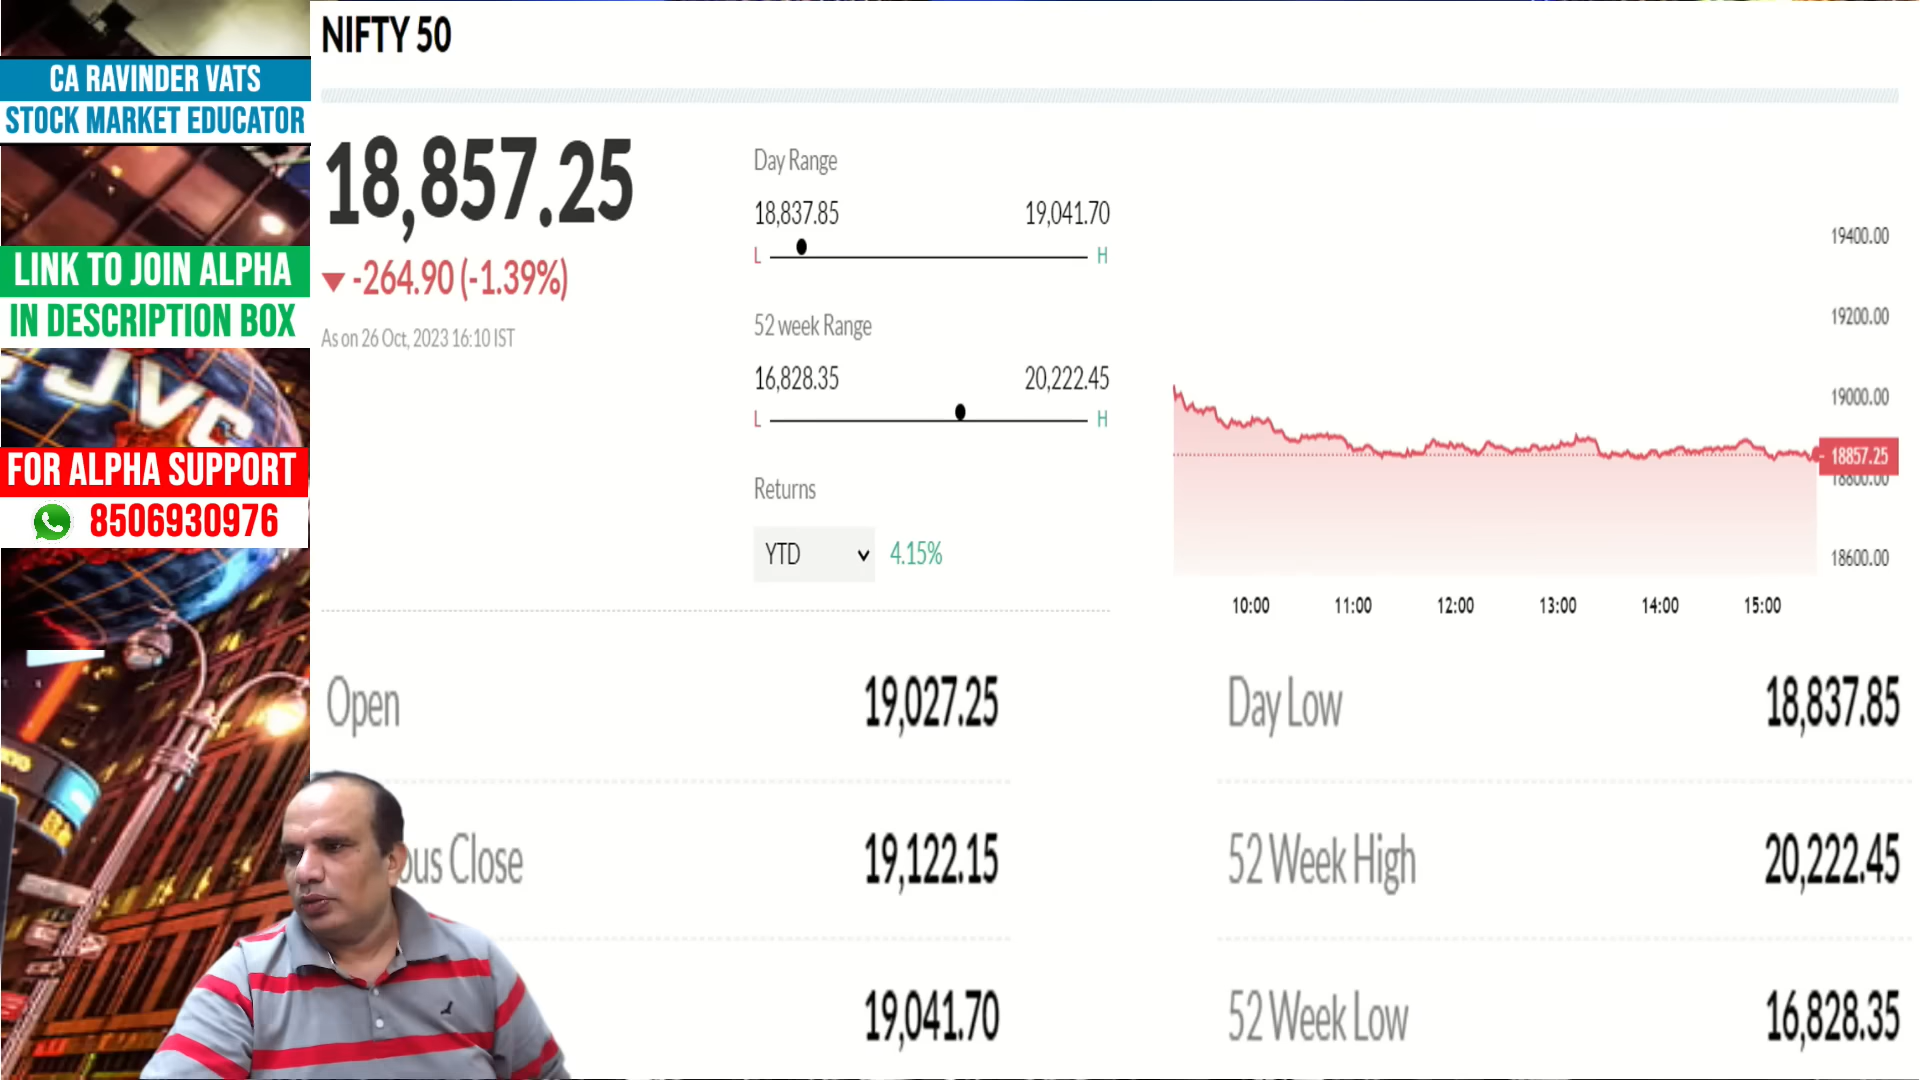 CA RAVINDER VATS
STOCK MARKET EDUCATOR
LINK TO JOIN ALPHA
IN DESCRIPTION BOX
JVC
FOR ALPHA SUPPORT
8506930976
NIFTY 50
18,857.25
-264.90 (-1.39%)
As on 26 Oct, 2023 16:10 IST
Day Range
18,837.85 19,041.70
L H
52 week Range
16,828.35 20,222.45
L H
Returns
YTD 4.15%
19400.00
19200.00
19000.00
18857.25
18800.00
18600.00
10:00 11:00 12:00 13:00 14:00 15:00
Open 19,027.25
Day Low 18,837.85
ous Close 19,122.15
52 Week High 20,222.45
19,041.70
52 Week Low 16,828.35